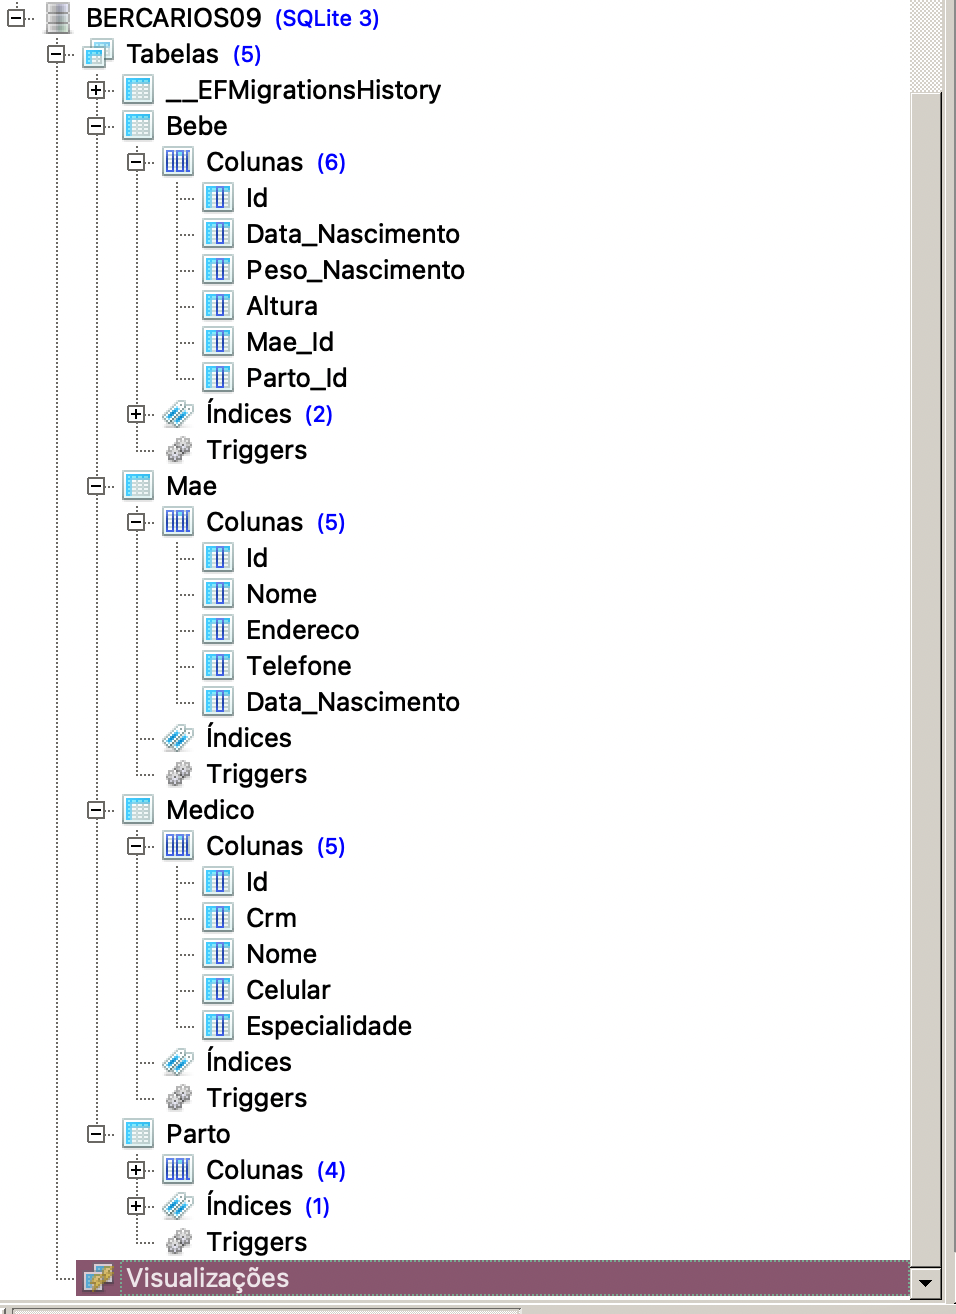 BERCARIOS09 (SQLite 3)
Tabelas (5)
__EFMigrationsHistory
Bebe
Colunas (6)
Id
Data_Nascimento
Peso_Nascimento
Altura
Mae_Id
Parto_Id
Índices (2)
Triggers
Mae
Colunas (5)
Id
Nome
Endereco
Telefone
Data_Nascimento
Índices
Triggers
Medico
Colunas (5)
Id
Crm
Nome
Celular
Especialidade
Índices
Triggers
Parto
Colunas (4)
Índices (1)
Triggers
Visualizações